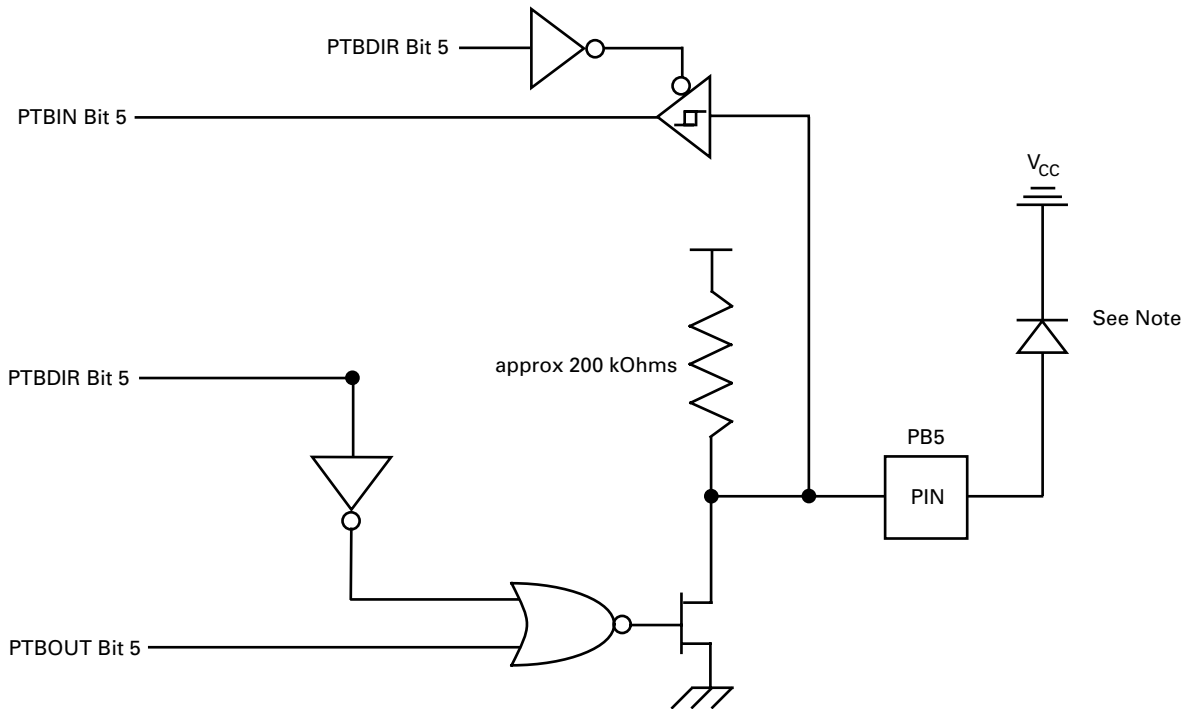 PTBDIR Bit 5
PTBIN Bit 5
VCC
See Note
approx 200 kOhms
PTBDIR Bit 5
PB5
PIN
PTBOUT Bit 5